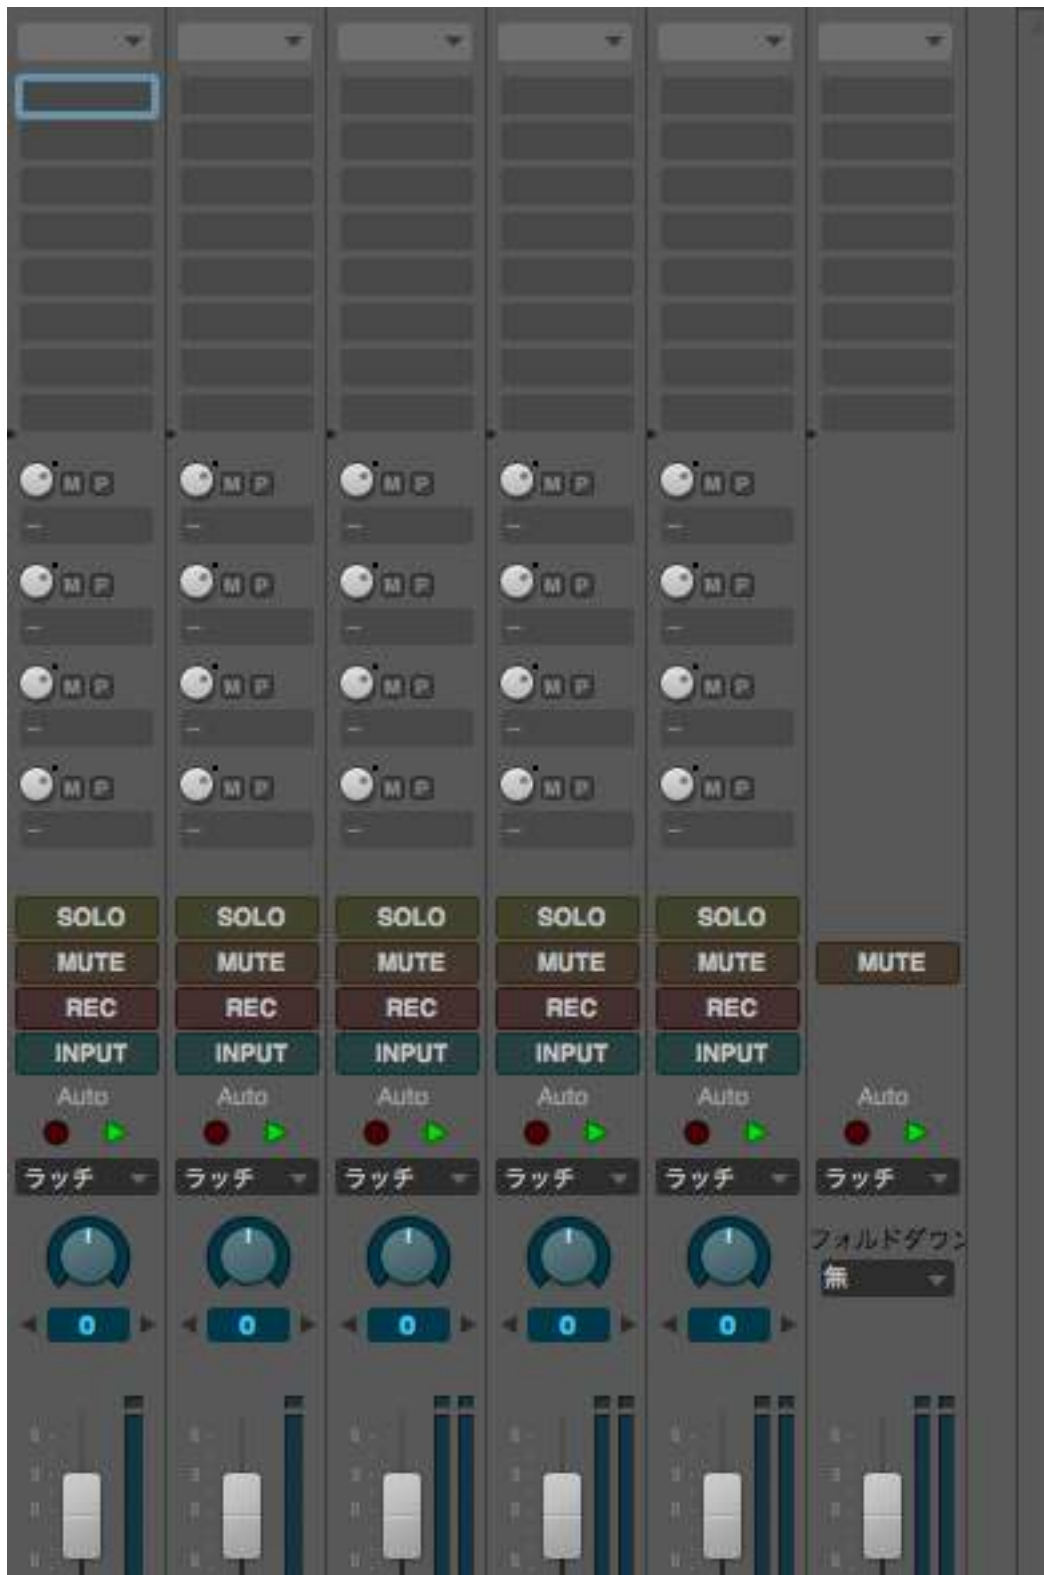 M P M P M P M P M P
– – – – –
M P M P M P M P M P
– – – – –
M P M P M P M P M P
– – – – –
M P M P M P M P M P
– – – – –
SOLO SOLO SOLO SOLO SOLO
MUTE MUTE MUTE MUTE MUTE MUTE
REC REC REC REC REC
INPUT INPUT INPUT INPUT INPUT
Auto Auto Auto Auto Auto Auto
ラッチ ラッチ ラッチ ラッチ ラッチ ラッチ
フォルドダウン
無
0 0 0 0 0